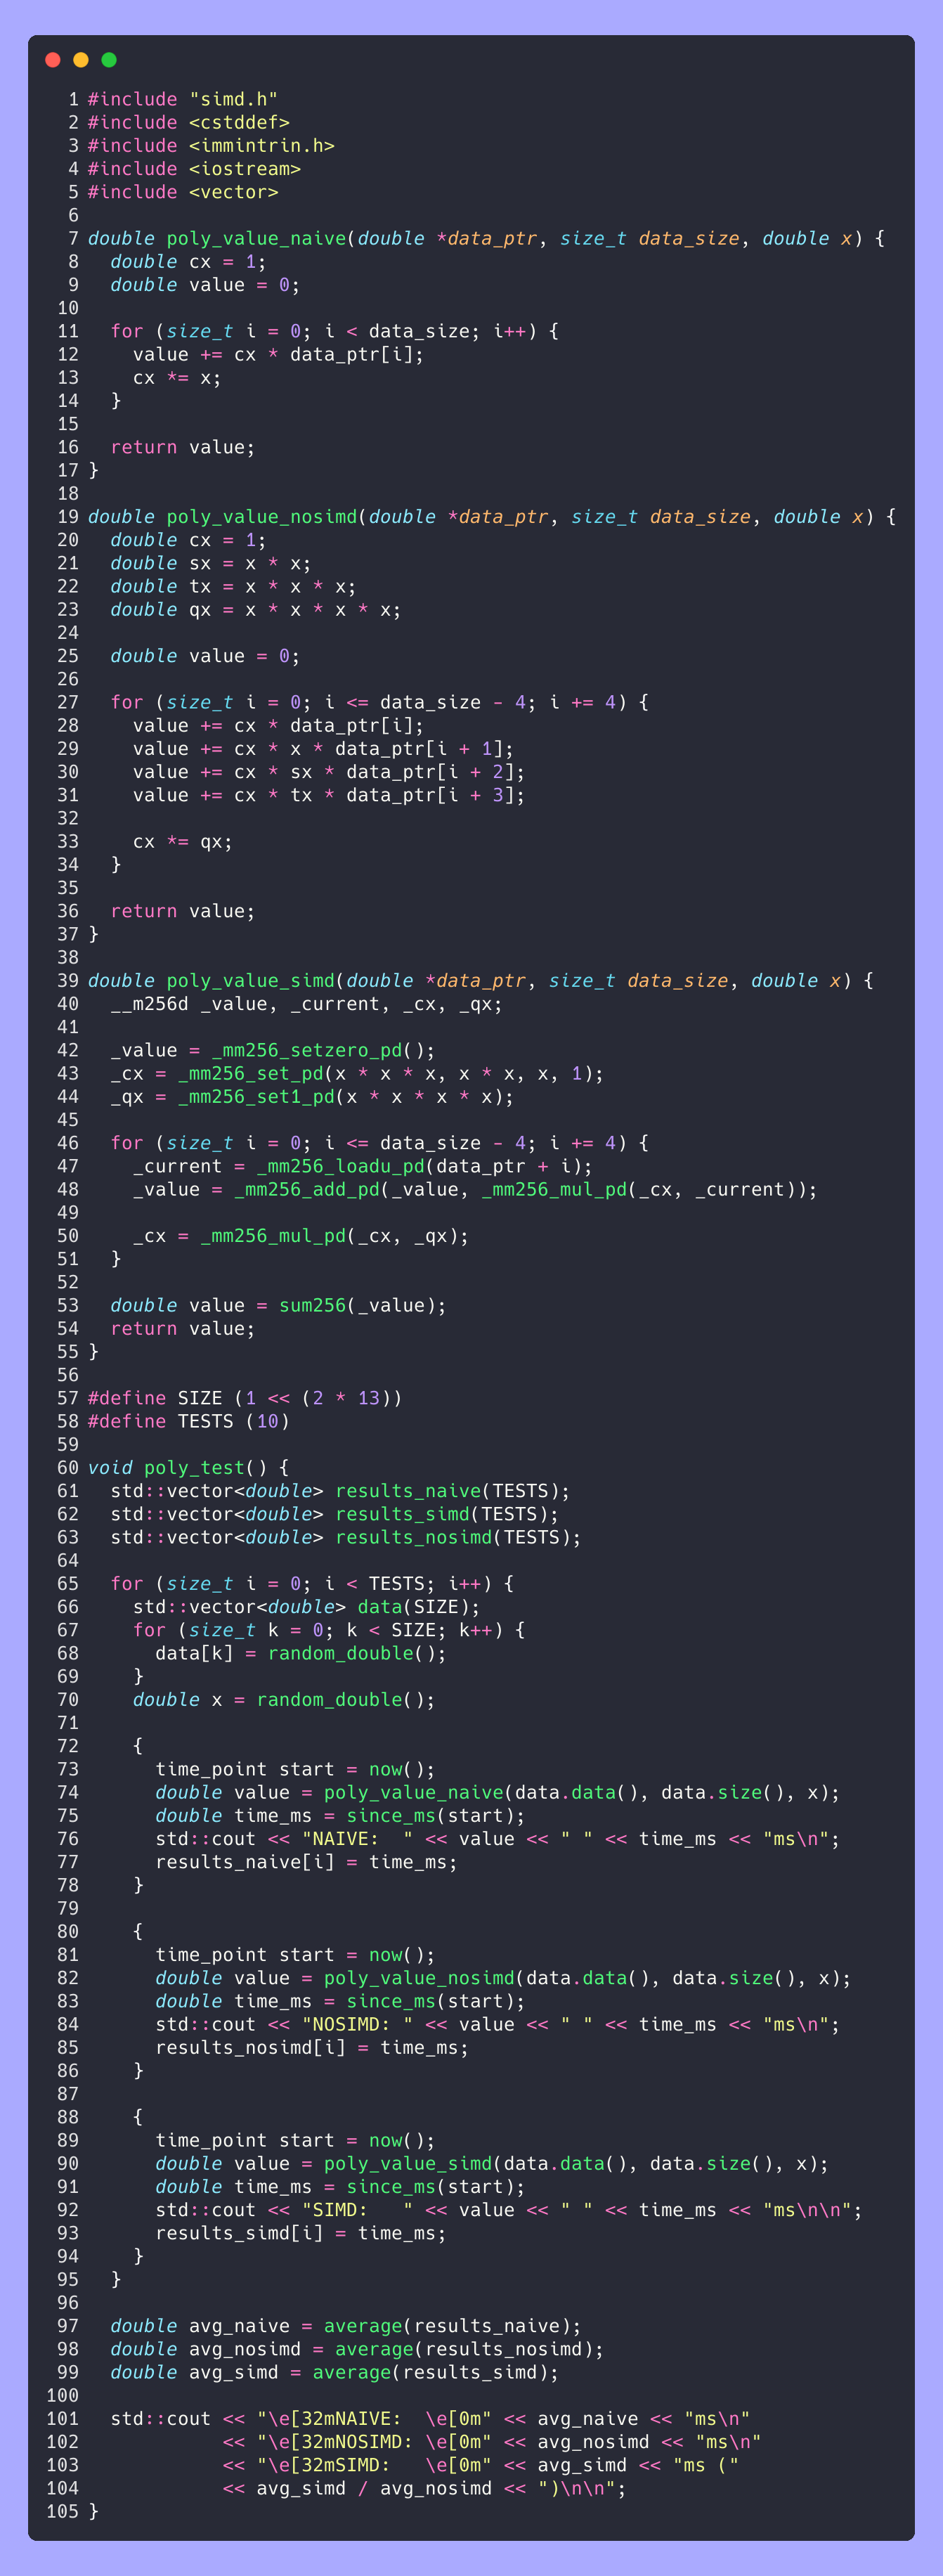 1 #include "simd.h"
2 #include <cstddef>
3 #include <immintrin.h>
4 #include <iostream>
5 #include <vector>
6
7 double poly_value_naive(double *data_ptr, size_t data_size, double x) {
8   double cx = 1;
9   double value = 0;
10
11   for (size_t i = 0; i < data_size; i++) {
12     value += cx * data_ptr[i];
13     cx *= x;
14   }
15
16   return value;
17 }
18
19 double poly_value_nosimd(double *data_ptr, size_t data_size, double x) {
20   double cx = 1;
21   double sx = x * x;
22   double tx = x * x * x;
23   double qx = x * x * x * x;
24
25   double value = 0;
26
27   for (size_t i = 0; i <= data_size - 4; i += 4) {
28     value += cx * data_ptr[i];
29     value += cx * x * data_ptr[i + 1];
30     value += cx * sx * data_ptr[i + 2];
31     value += cx * tx * data_ptr[i + 3];
32
33     cx *= qx;
34   }
35
36   return value;
37 }
38
39 double poly_value_simd(double *data_ptr, size_t data_size, double x) {
40   __m256d _value, _current, _cx, _qx;
41
42   _value = _mm256_setzero_pd();
43   _cx = _mm256_set_pd(x * x * x, x * x, x, 1);
44   _qx = _mm256_set1_pd(x * x * x * x);
45
46   for (size_t i = 0; i <= data_size - 4; i += 4) {
47     _current = _mm256_loadu_pd(data_ptr + i);
48     _value = _mm256_add_pd(_value, _mm256_mul_pd(_cx, _current));
49
50     _cx = _mm256_mul_pd(_cx, _qx);
51   }
52
53   double value = sum256(_value);
54   return value;
55 }
56
57 #define SIZE (1 << (2 * 13))
58 #define TESTS (10)
59
60 void poly_test() {
61   std::vector<double> results_naive(TESTS);
62   std::vector<double> results_simd(TESTS);
63   std::vector<double> results_nosimd(TESTS);
64
65   for (size_t i = 0; i < TESTS; i++) {
66     std::vector<double> data(SIZE);
67     for (size_t k = 0; k < SIZE; k++) {
68       data[k] = random_double();
69     }
70     double x = random_double();
71
72     {
73       time_point start = now();
74       double value = poly_value_naive(data.data(), data.size(), x);
75       double time_ms = since_ms(start);
76       std::cout << "NAIVE:  " << value << " " << time_ms << "ms\n";
77       results_naive[i] = time_ms;
78     }
79
80     {
81       time_point start = now();
82       double value = poly_value_nosimd(data.data(), data.size(), x);
83       double time_ms = since_ms(start);
84       std::cout << "NOSIMD: " << value << " " << time_ms << "ms\n";
85       results_nosimd[i] = time_ms;
86     }
87
88     {
89       time_point start = now();
90       double value = poly_value_simd(data.data(), data.size(), x);
91       double time_ms = since_ms(start);
92       std::cout << "SIMD:   " << value << " " << time_ms << "ms\n\n";
93       results_simd[i] = time_ms;
94     }
95   }
96
97   double avg_naive = average(results_naive);
98   double avg_nosimd = average(results_nosimd);
99   double avg_simd = average(results_simd);
100
101   std::cout << "\e[32mNAIVE:  \e[0m" << avg_naive << "ms\n"
102             << "\e[32mNOSIMD: \e[0m" << avg_nosimd << "ms\n"
103             << "\e[32mSIMD:   \e[0m" << avg_simd << "ms ("
104             << avg_simd / avg_nosimd << ")\n\n";
105 }